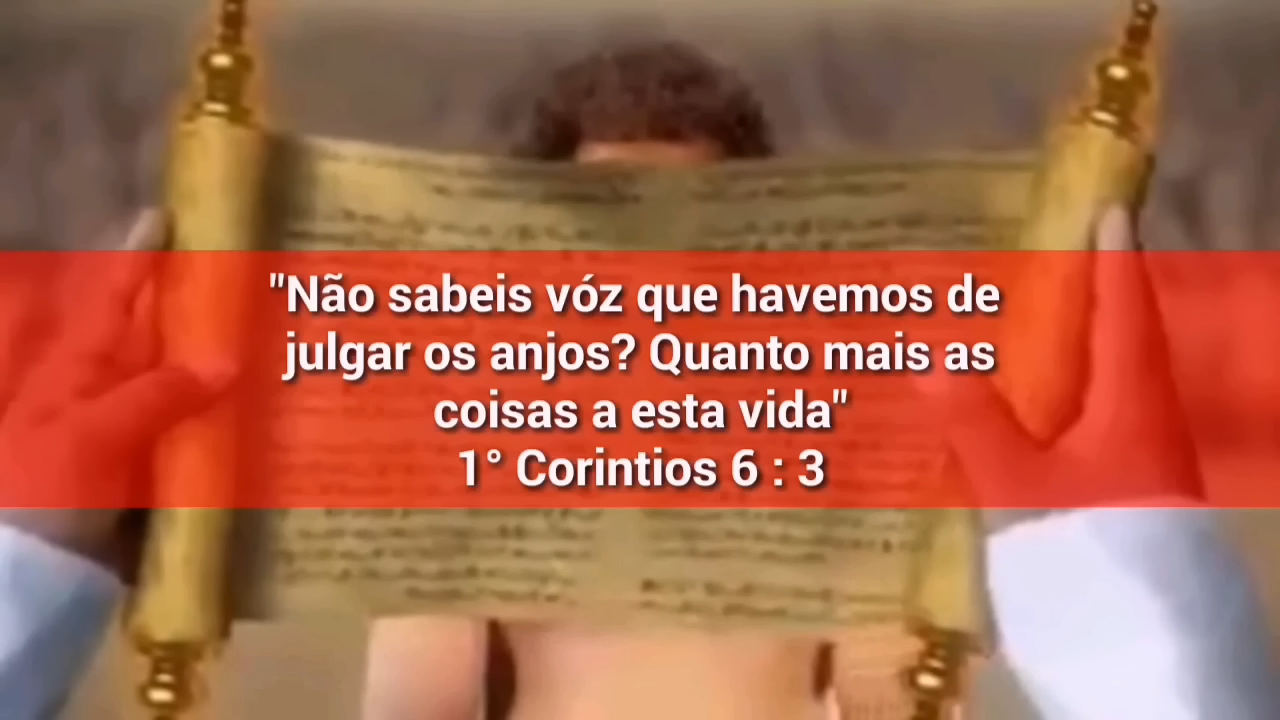 "Não sabeis vóz que havemos de
julgar os anjos? Quanto mais as
coisas a esta vida"
1° Corintios 6 : 3